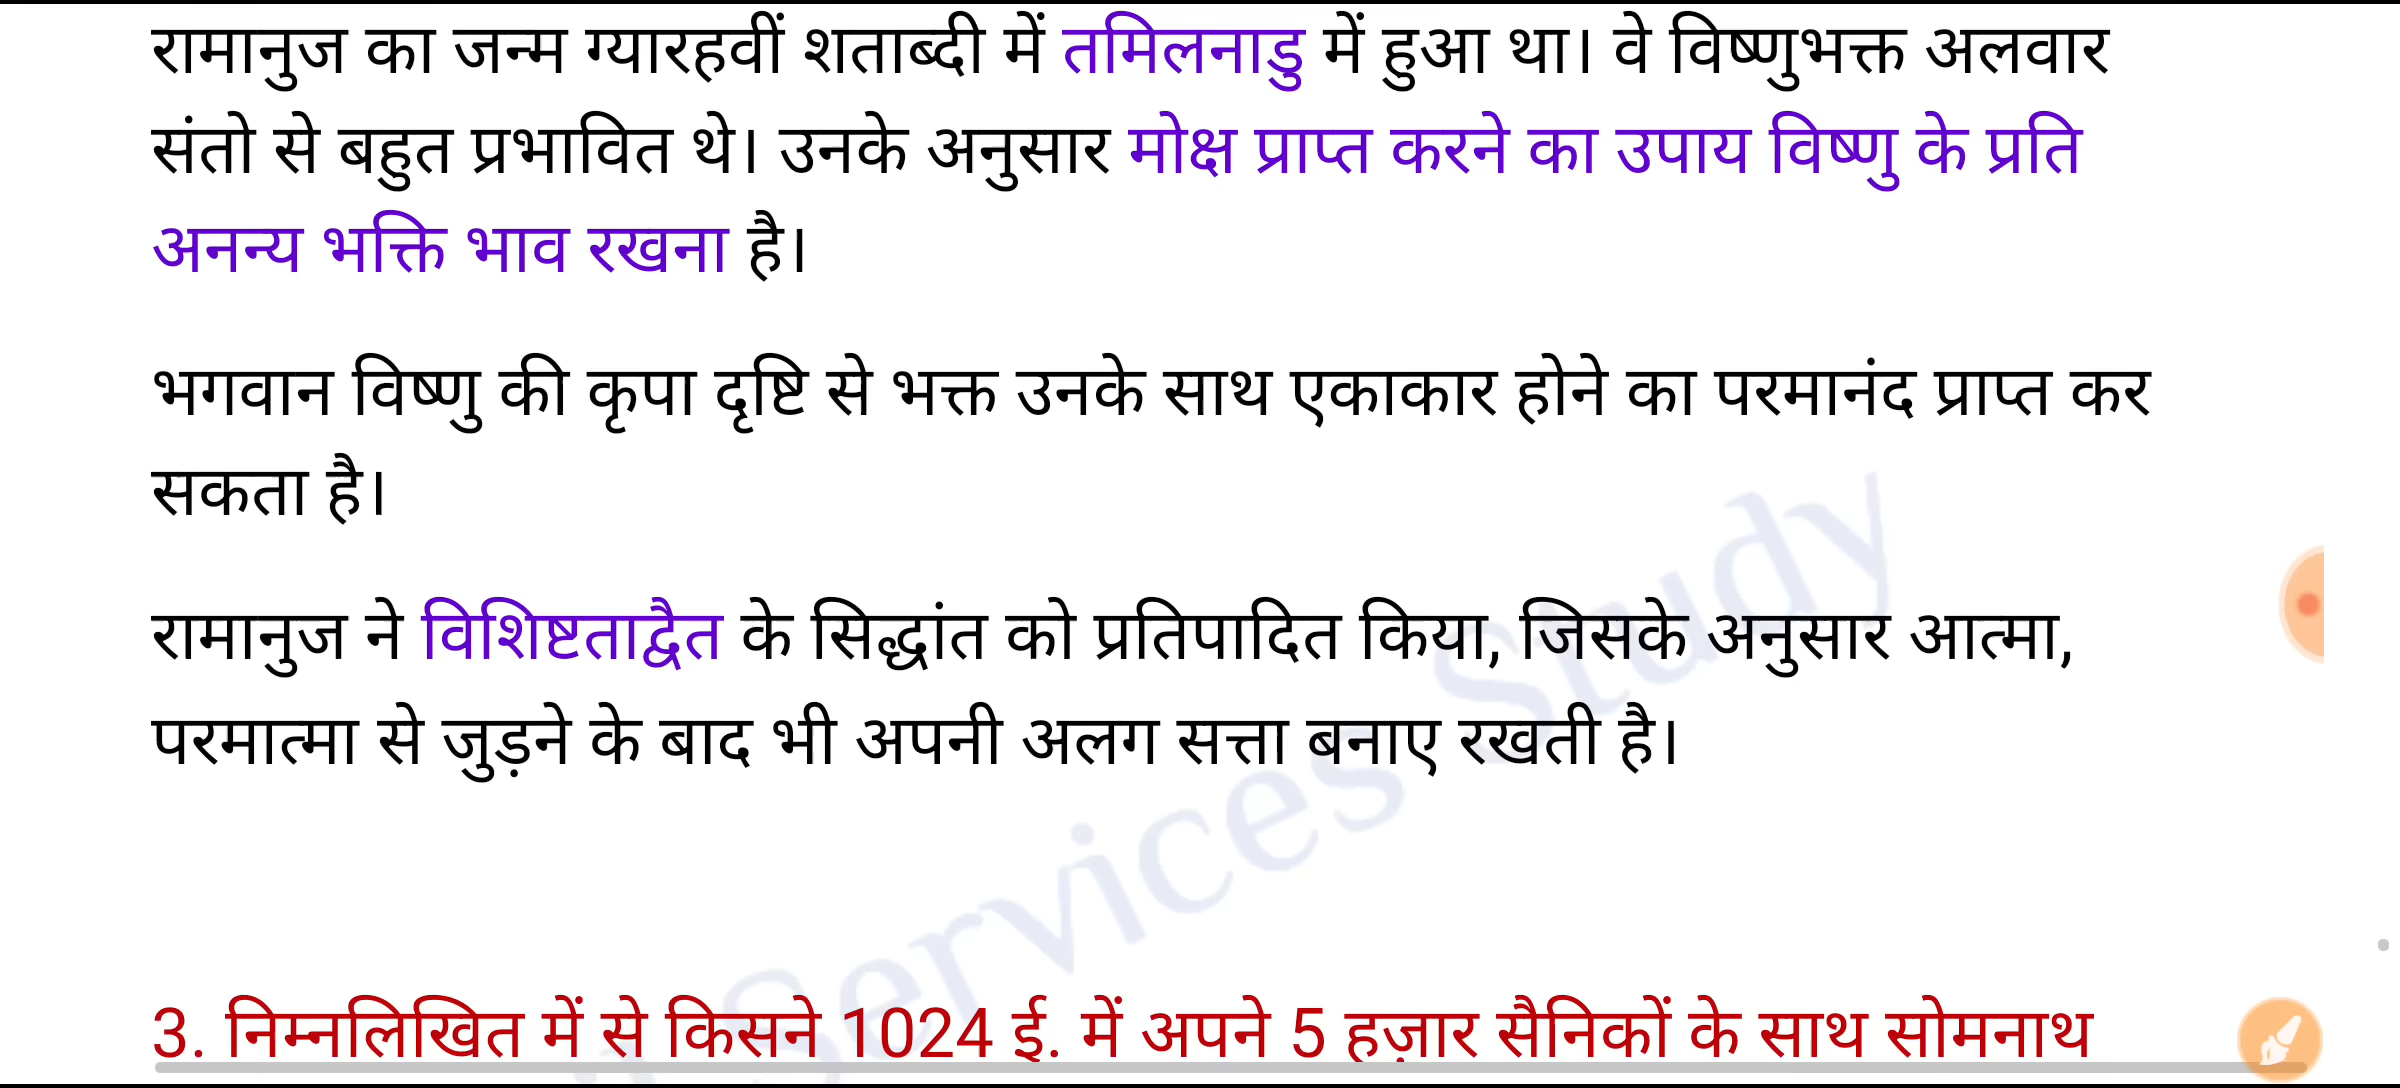 रामानुज का जन्म ग्यारहवीं शताब्दी में तमिलनाडु में हुआ था। वे विष्णुभक्त अलवार
संतो से बहुत प्रभावित थे। उनके अनुसार मोक्ष प्राप्त करने का उपाय विष्णु के प्रति
अनन्य भक्ति भाव रखना है।
भगवान विष्णु की कृपा दृष्टि से भक्त उनके साथ एकाकार होने का परमानंद प्राप्त कर
सकता है।
रामानुज ने विशिष्टताद्वैत के सिद्धांत को प्रतिपादित किया, जिसके अनुसार आत्मा,
परमात्मा से जुड़ने के बाद भी अपनी अलग सत्ता बनाए रखती है।
Services Study
3. निम्नलिखित में से किसने 1024 ई. में अपने 5 हज़ार सैनिकों के साथ सोमनाथ